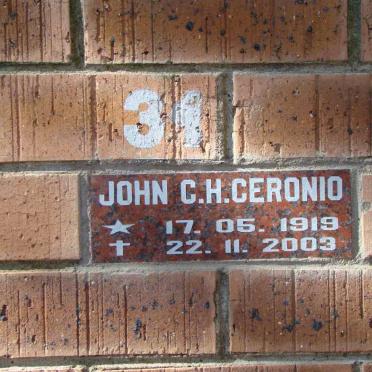 34
JOHN C.H.CERONIO
★ 17. 05. 1919
✝ 22. 11. 2003